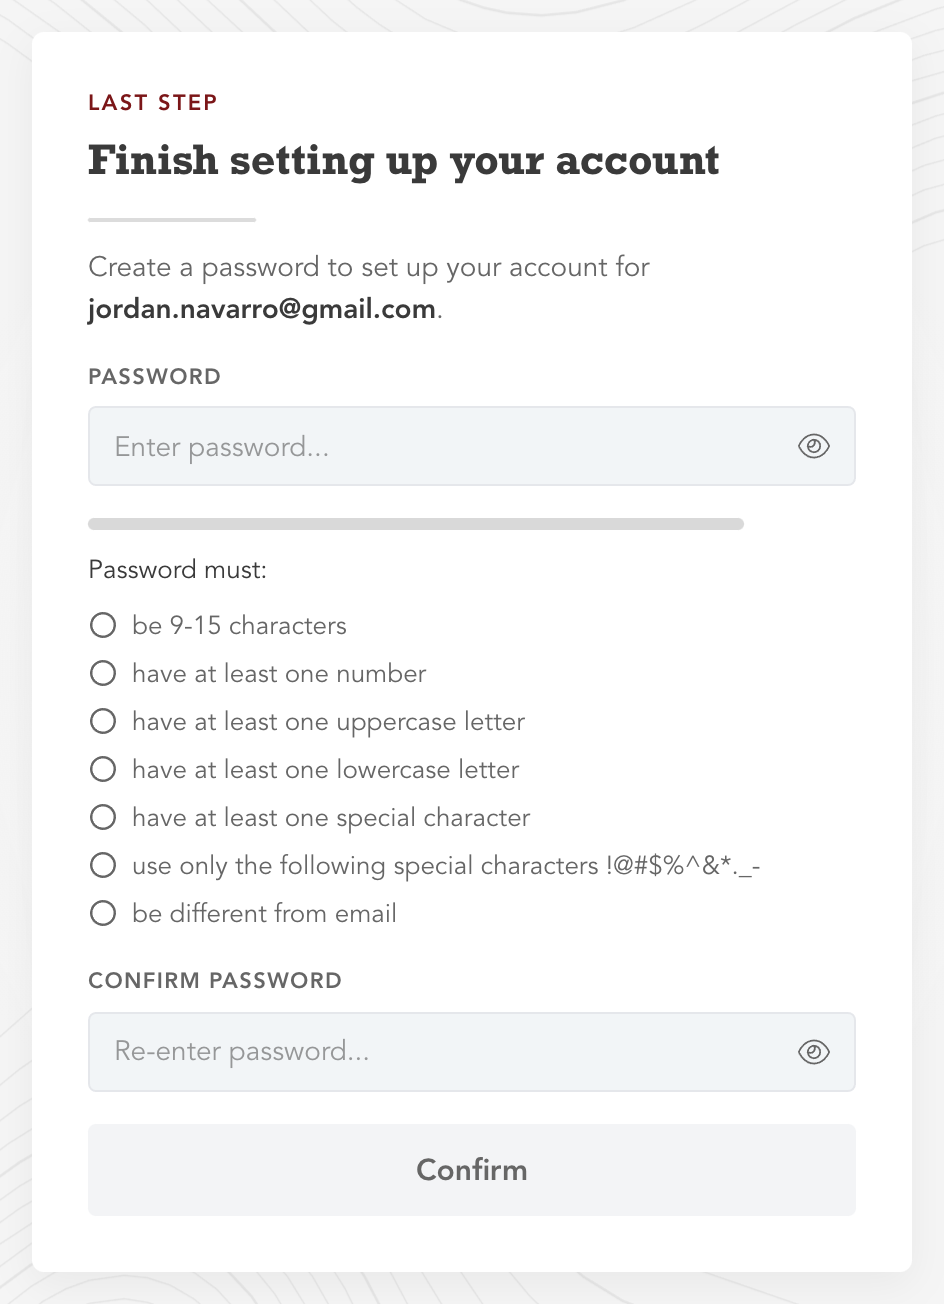 LAST STEP
Finish setting up your account
Create a password to set up your account for
jordan.navarro@gmail.com.
PASSWORD
Enter password...
Password must:
be 9-15 characters
have at least one number
have at least one uppercase letter
have at least one lowercase letter
have at least one special character
use only the following special characters !@#$%^&*._-
be different from email
CONFIRM PASSWORD
Re-enter password...
Confirm